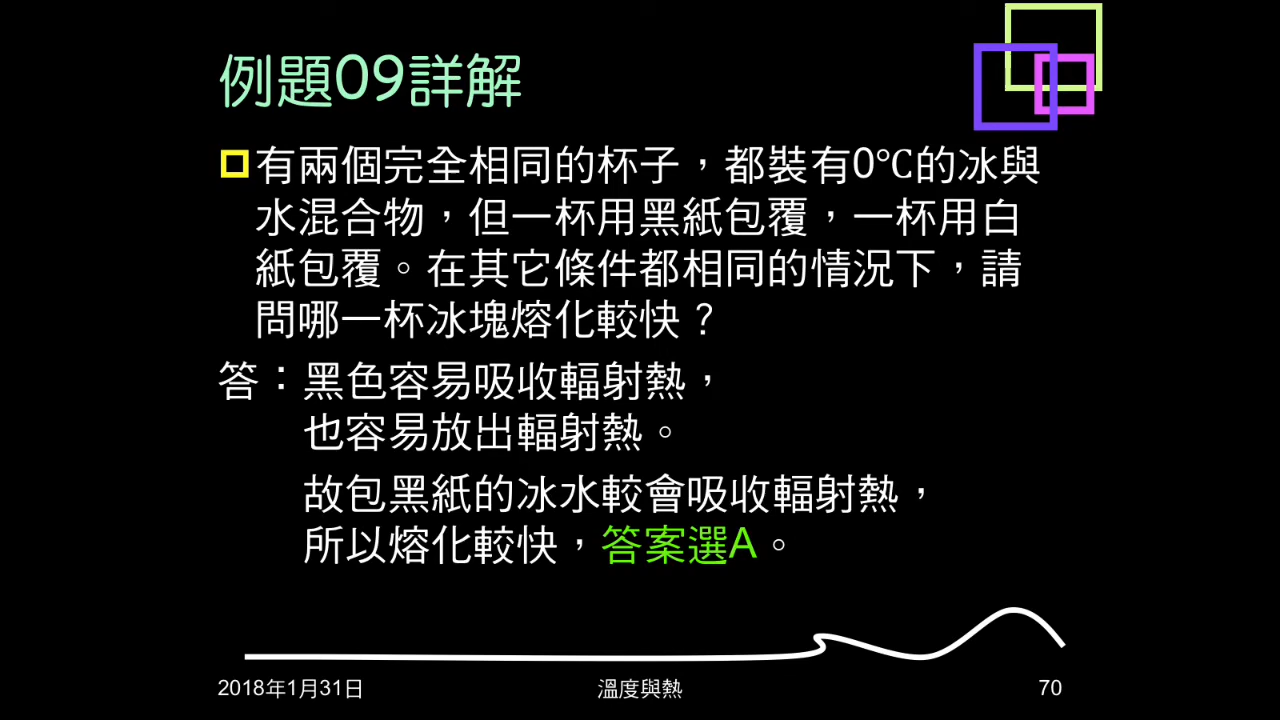 例題09詳解
有兩個完全相同的杯子，都裝有0℃的冰與
水混合物，但一杯用黑紙包覆，一杯用白
紙包覆。在其它條件都相同的情況下，請
問哪一杯冰塊熔化較快？
答：黑色容易吸收輻射熱，
也容易放出輻射熱。
故包黑紙的冰水較會吸收輻射熱，
所以熔化較快，答案選A。
2018年1月31日
溫度與熱
70